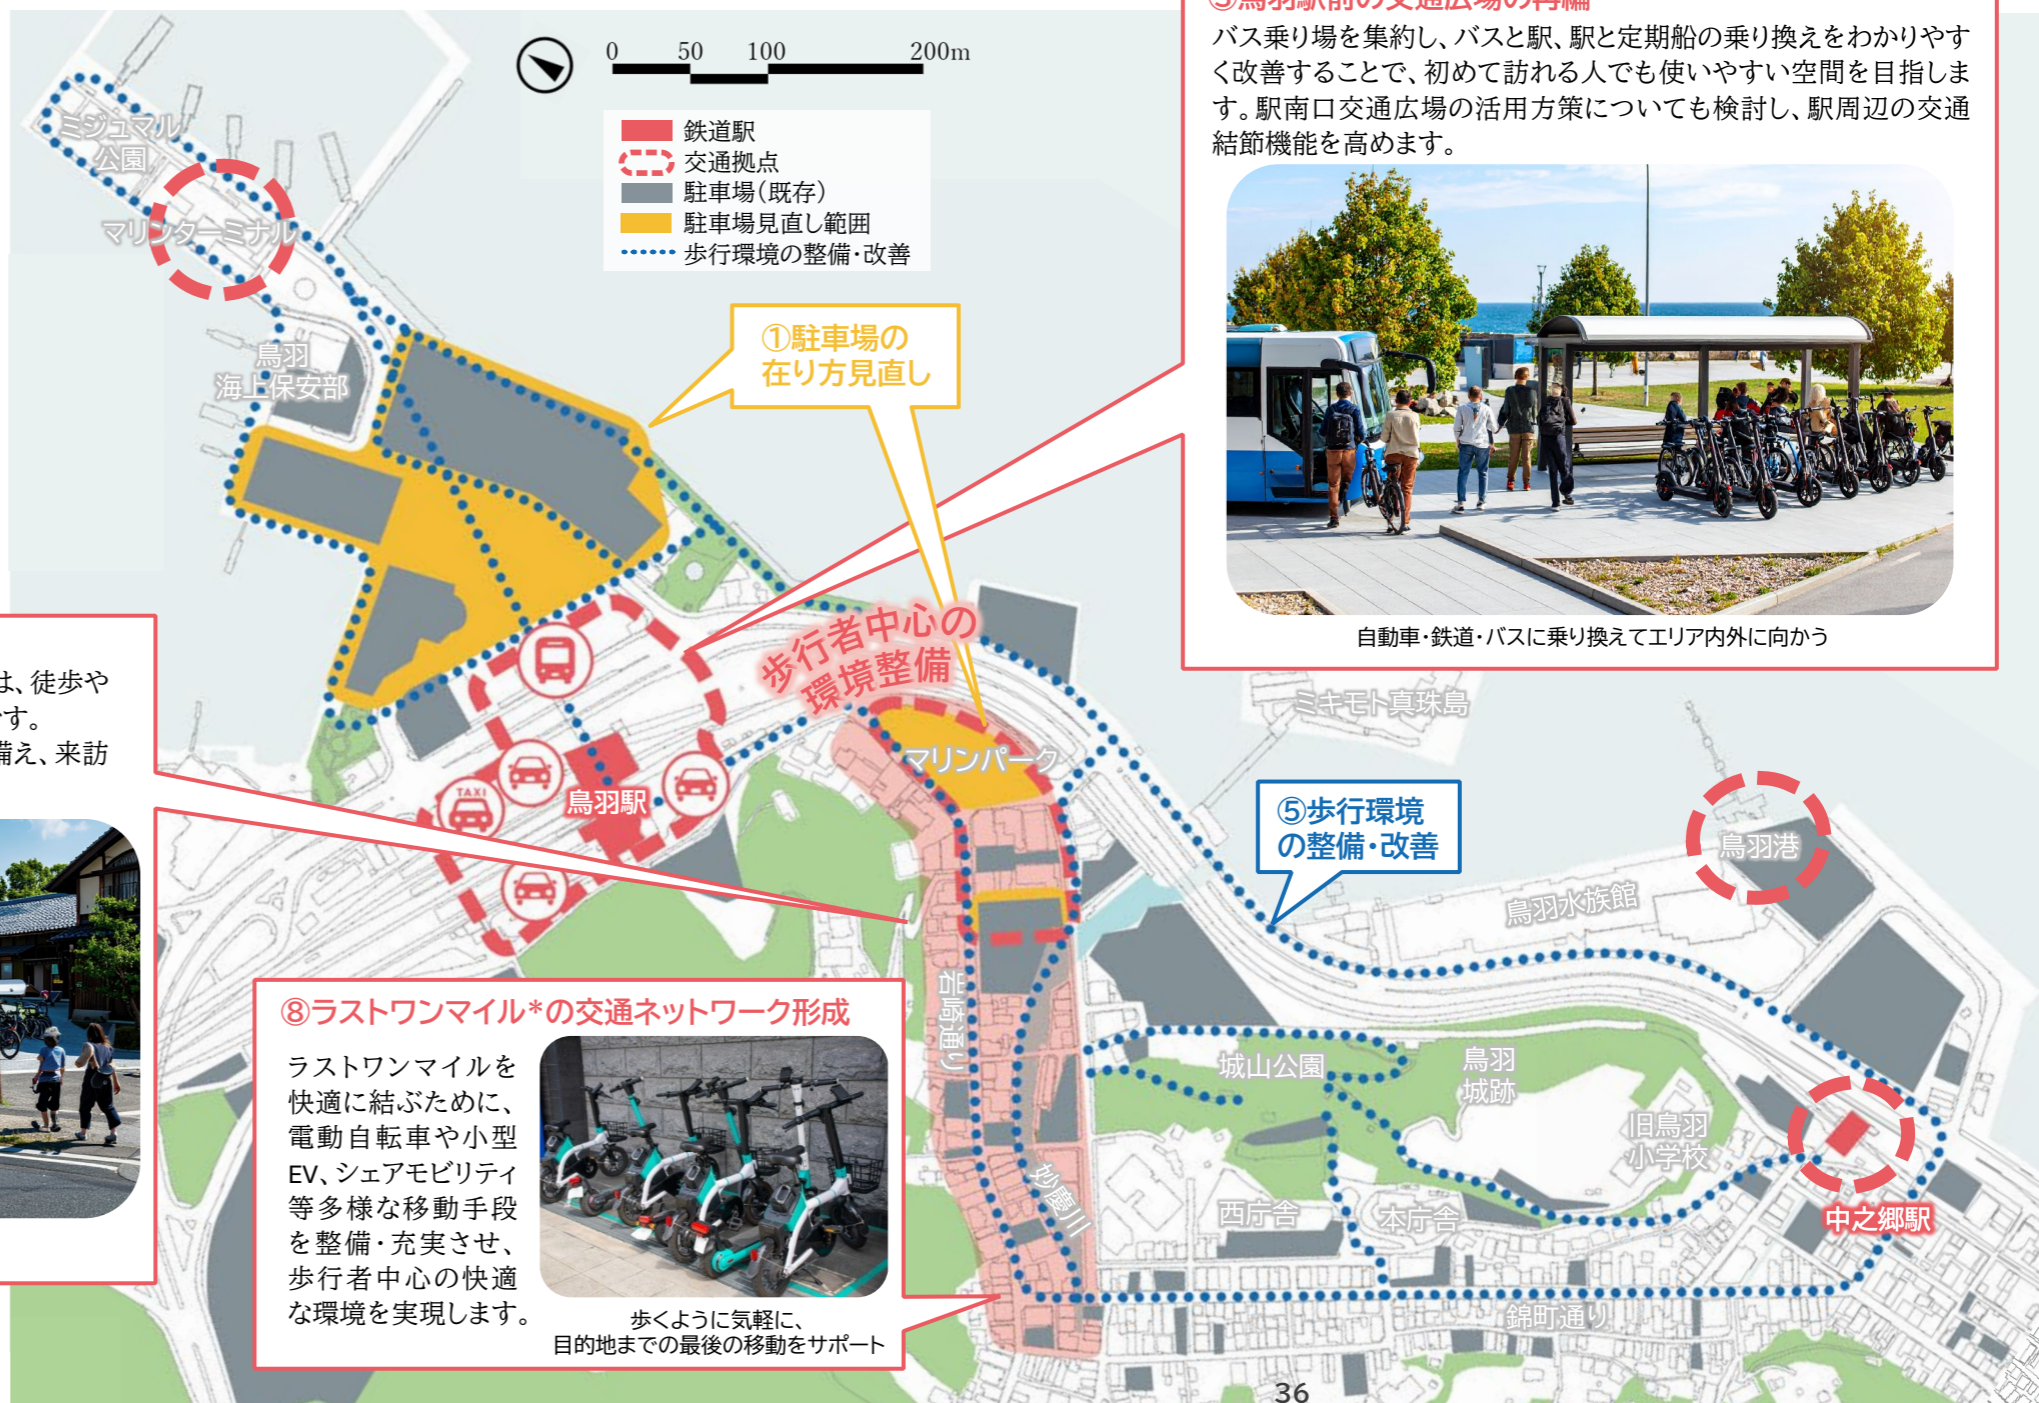 ③鳥羽駅前の交通広場の再編
バス乗り場を集約し、バスと駅、駅と定期船の乗り換えをわかりやす
く改善することで、初めて訪れる人でも使いやすい空間を目指しま
す。駅南口交通広場の活用方策についても検討し、駅周辺の交通
結節機能を高めます。
自動車・鉄道・バスに乗り換えてエリア内外に向かう
0 50 100 200m
鉄道駅
交通拠点
駐車場（既存）
駐車場見直し範囲
歩行環境の整備・改善
ミジュマル
公園
マリンターミナル
鳥羽
海上保安部
①駐車場の
在り方見直し
歩行者中心の
環境整備
マリンパーク
TAXI
鳥羽駅
は、徒歩や
す。
備え、来訪
ミキモト真珠島
⑤歩行環境
の整備・改善
鳥羽港
鳥羽水族館
岩崎通り
妙慶川
城山公園
鳥羽
城跡
旧鳥羽
小学校
西庁舎
本庁舎
中之郷駅
錦町通り
⑧ラストワンマイル*の交通ネットワーク形成
ラストワンマイルを
快適に結ぶために、
電動自転車や小型
EV、シェアモビリティ
等多様な移動手段
を整備・充実させ、
歩行者中心の快適
な環境を実現します。
歩くように気軽に、
目的地までの最後の移動をサポート
36